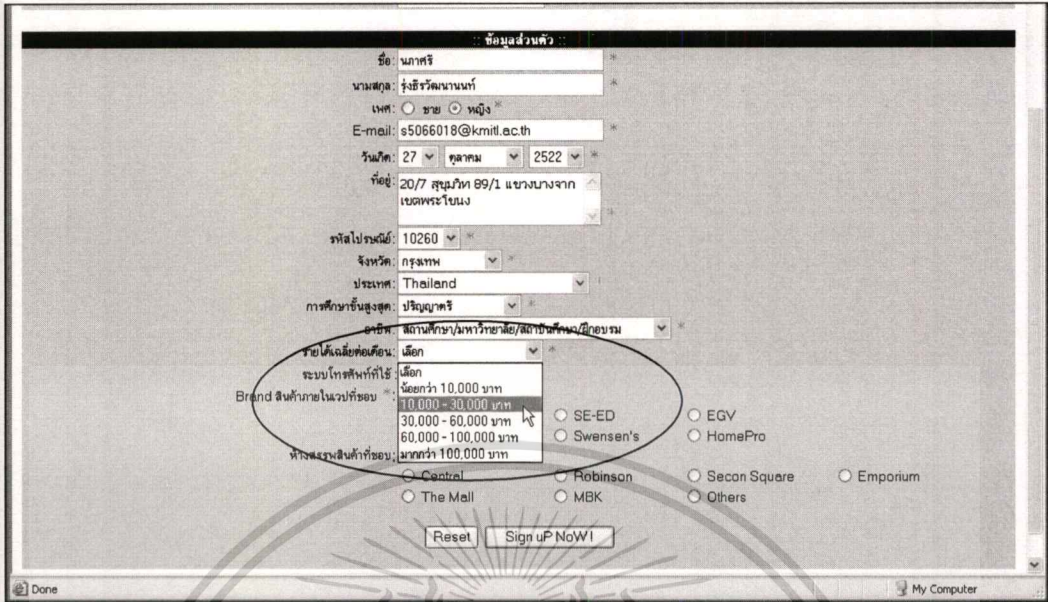 :: ข้อมูลส่วนตัว ::
ชื่อ: นภาศรี *
นามสกุล: รุ่งธีรวัฒนานนท์ *
เพศ: ชาย หญิง *
E-mail: s5066018@kmitl.ac.th *
วันเกิด: 27 ตุลาคม 2522 *
ที่อยู่: 20/7 สุขุมวิท 89/1 แขวงบางจาก
เขตพระโขนง *
รหัสไปรษณีย์: 10260 *
จังหวัด: กรุงเทพ *
ประเทศ: Thailand
การศึกษาขั้นสูงสุด: ปริญญาตรี *
อาชีพ: สถานศึกษา/มหาวิทยาลัย/สถาบันศึกษา/ฝึกอบรม *
รายได้เฉลี่ยต่อเดือน: เลือก *
ระบบโทรศัพท์ที่ใช้ : เลือก
น้อยกว่า 10,000 บาท
Brand สินค้าภายในเวปที่ชอบ *:
10,000 - 30,000 บาท
30,000 - 60,000 บาท SE-ED EGV
60,000 - 100,000 บาท Swensen's HomePro
ห้างสรรพสินค้าที่ชอบ: มากกว่า 100,000 บาท
Central Robinson Secon Square Emporium
The Mall MBK Others
Reset Sign uP NoW !
Done My Computer